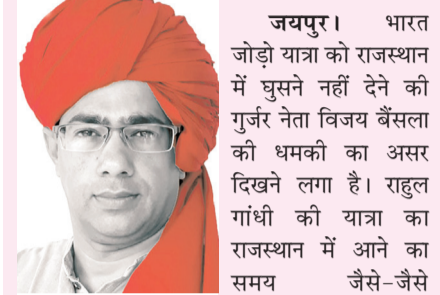 जयपुर। भारत
जोड़ो यात्रा को राजस्थान
में घुसने नहीं देने की
गुर्जर नेता विजय बैंसला
की धमकी का असर
दिखने लगा है। राहुल
गांधी की यात्रा का
राजस्थान में आने का
समय जैसे-जैसे